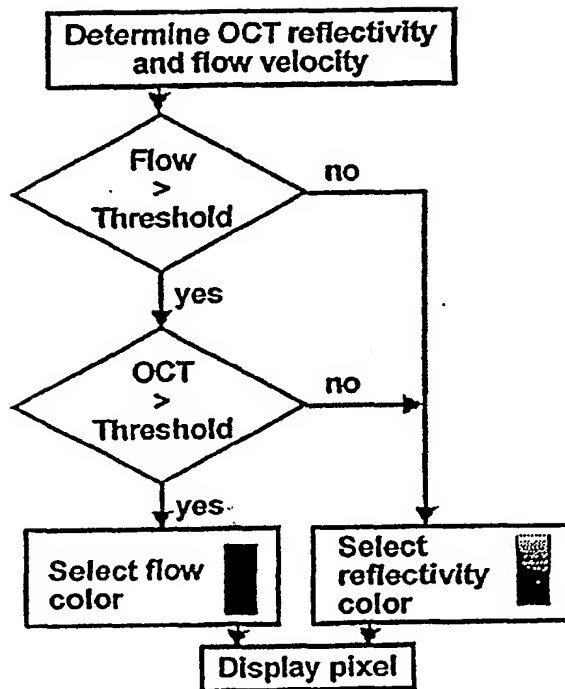 Determine OCT reflectivity
and flow velocity
Flow
>
Threshold
no
yes
OCT
>
Threshold
no
yes
Select flow
color
Select
reflectivity
color
Display pixel